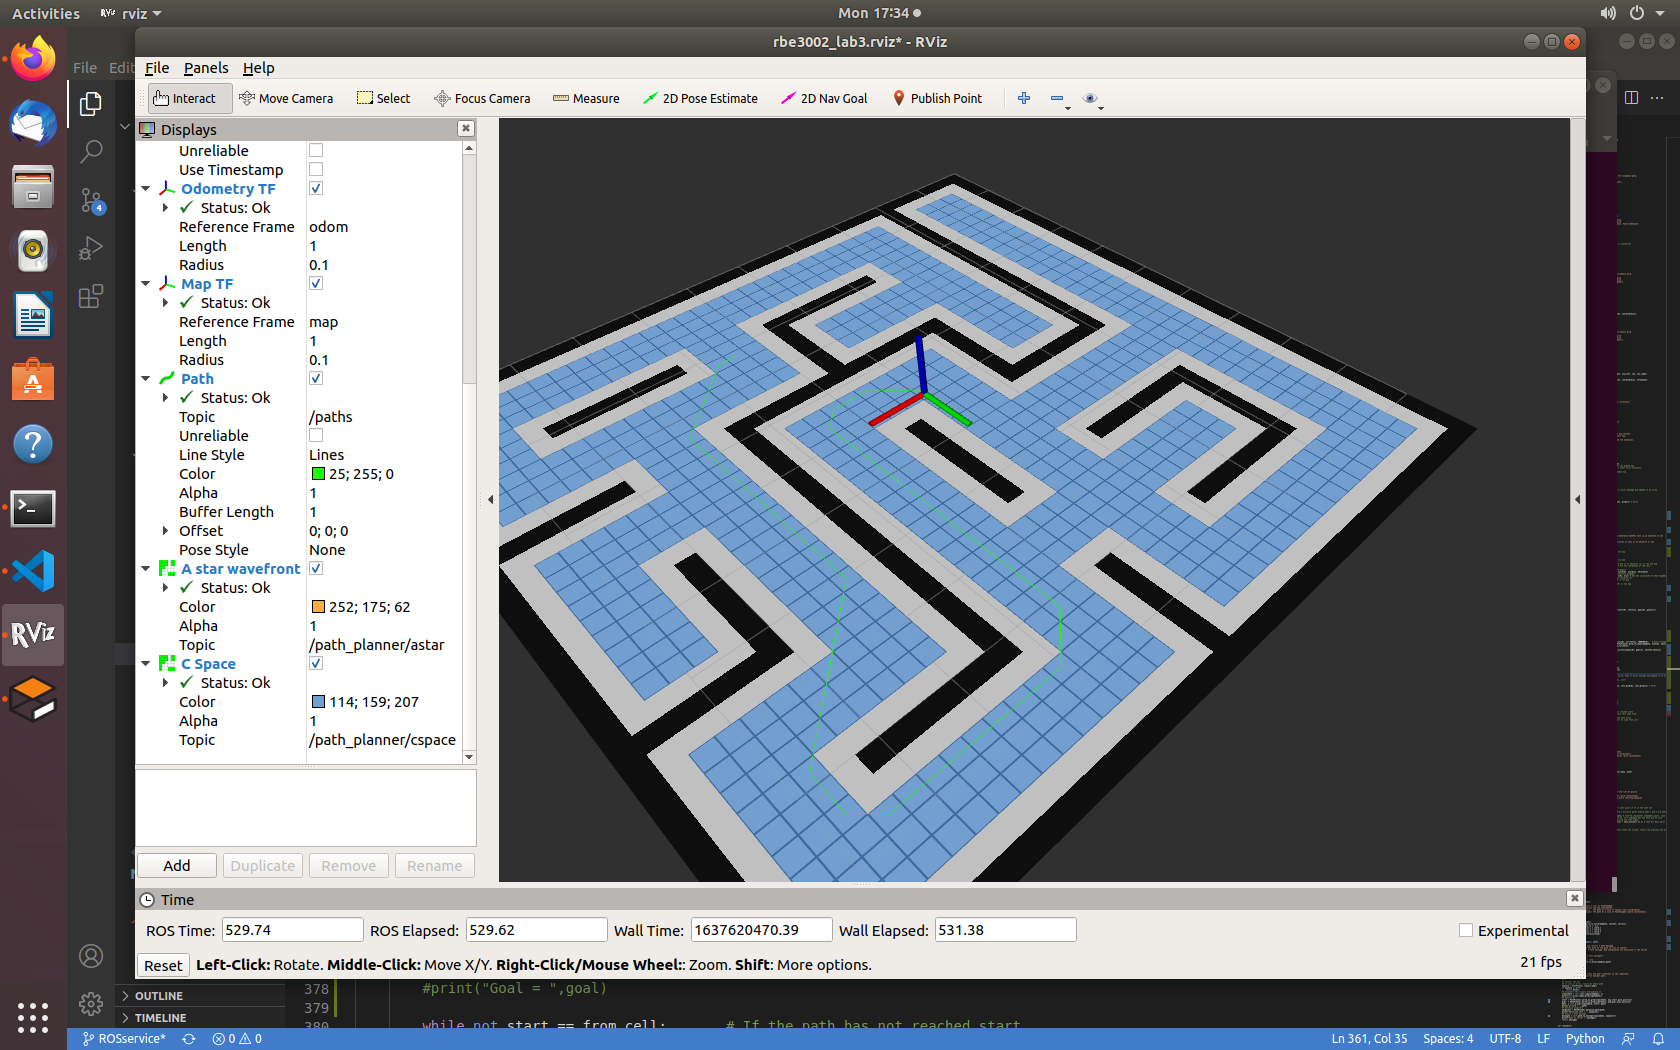 Activities
RViz rviz
Mon 17:34
rbe3002_lab3.rviz* - RViz
File Edit
File Panels Help
Interact Move Camera Select Focus Camera Measure 2D Pose Estimate 2D Nav Goal Publish Point
Displays
Unreliable
Use Timestamp
Odometry TF
Status: Ok
Reference Frame odom
Length 1
Radius 0.1
Map TF
Status: Ok
Reference Frame map
Length 1
Radius 0.1
Path
Status: Ok
Topic /paths
Unreliable
Line Style Lines
Color 25; 255; 0
Alpha 1
Buffer Length 1
Offset 0; 0; 0
Pose Style None
A star wavefront
Status: Ok
Color 252; 175; 62
Alpha 1
Topic /path_planner/astar
C Space
Status: Ok
Color 114; 159; 207
Alpha 1
Topic /path_planner/cspace
4
RViz
Add Duplicate Remove Rename
Time
ROS Time: 529.74 ROS Elapsed: 529.62 Wall Time: 1637620470.39 Wall Elapsed: 531.38 Experimental
Reset Left-Click: Rotate. Middle-Click: Move X/Y. Right-Click/Mouse Wheel:: Zoom. Shift: More options. 21 fps
378 #print("Goal = ",goal)
379
380 while not start == from_cell: # If the path has not reached start
OUTLINE
TIMELINE
ROSservice* 0 0 Ln 361, Col 35 Spaces: 4 UTF-8 LF Python